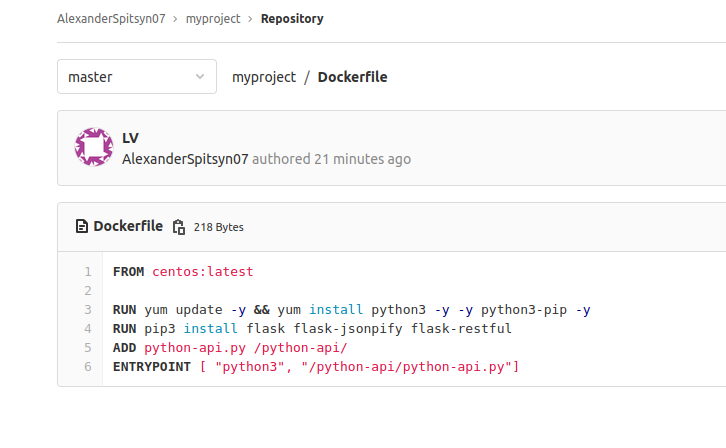 AlexanderSpitsyn07 › myproject › Repository
master
myproject / Dockerfile
LV
AlexanderSpitsyn07 authored 21 minutes ago
Dockerfile 218 Bytes
1 FROM centos:latest
2
3 RUN yum update -y && yum install python3 -y -y python3-pip -y
4 RUN pip3 install flask flask-jsonpify flask-restful
5 ADD python-api.py /python-api/
6 ENTRYPOINT [ "python3", "/python-api/python-api.py"]